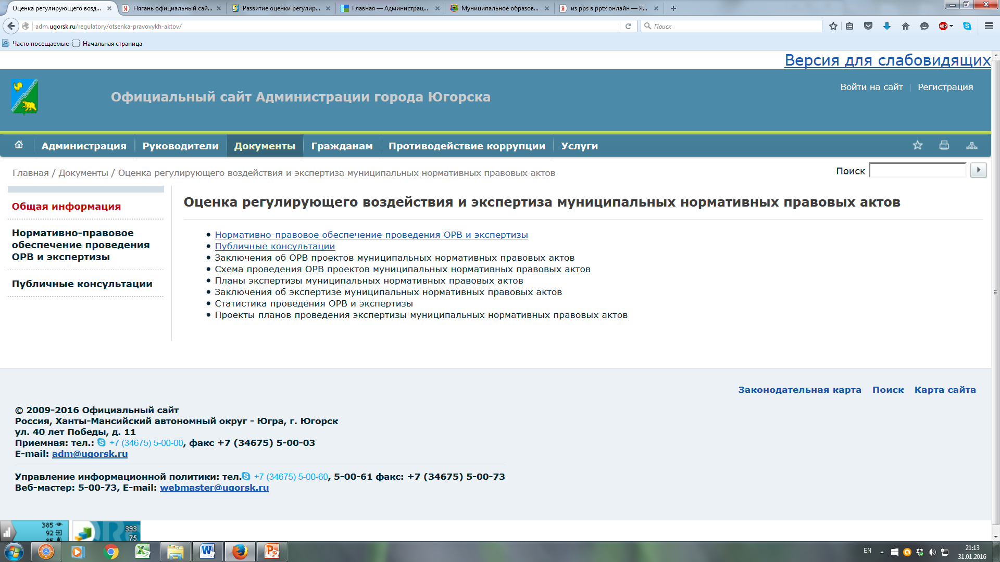 Оценка регулирующего возд...
Нягань официальный сай...
Развитие оценки регулир...
Главная — Администрац...
Муниципальное образов...
из pps в pptx онлайн — Я...
adm.ugorsk.ru/regulatory/otsenka-pravovykh-aktov/
Поиск
ABP
Часто посещаемые
Начальная страница
Версия для слабовидящих
Официальный сайт Администрации города Югорска
Войти на сайт | Регистрация
Администрация
Руководители
Документы
Гражданам
Противодействие коррупции
Услуги
Главная / Документы / Оценка регулирующего воздействия и экспертиза муниципальных нормативных правовых актов
Поиск
Общая информация
Нормативно-правовое
обеспечение проведения
ОРВ и экспертизы
Публичные консультации
Оценка регулирующего воздействия и экспертиза муниципальных нормативных правовых актов
• Нормативно-правовое обеспечение проведения ОРВ и экспертизы
• Публичные консультации
• Заключения об ОРВ проектов муниципальных нормативных правовых актов
• Схема проведения ОРВ проектов муниципальных нормативных правовых актов
• Планы экспертизы муниципальных нормативных правовых актов
• Заключения об экспертизе муниципальных нормативных правовых актов
• Статистика проведения ОРВ и экспертизы
• Проекты планов проведения экспертизы муниципальных нормативных правовых актов
Законодательная карта Поиск Карта сайта
© 2009-2016 Официальный сайт
Россия, Ханты-Мансийский автономный округ - Югра, г. Югорск
ул. 40 лет Победы, д. 11
Приемная: тел.: +7 (34675) 5-00-00, факс +7 (34675) 5-00-03
E-mail: adm@ugorsk.ru
Управление информационной политики: тел. +7 (34675) 5-00-60, 5-00-61 факс: +7 (34675) 5-00-73
Веб-мастер: 5-00-73, E-mail: webmaster@ugorsk.ru
385
92
85
393
75
EN
21:13
31.01.2016